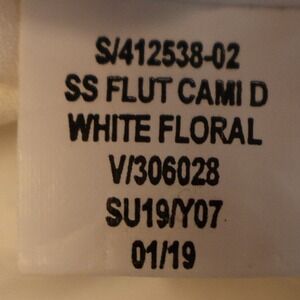 S/412538-02
SS FLUT CAMI D
WHITE FLORAL
V/306028
SU19/Y07
01/19